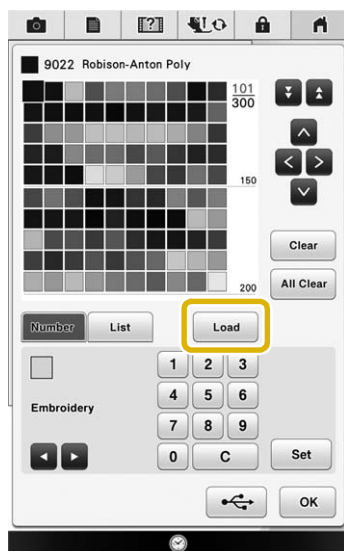 9022 Robison-Anton Poly
101
300
150
200
Clear
All Clear
Number
List
Load
Embroidery
1 2 3
4 5 6
7 8 9
0 C
Set
OK